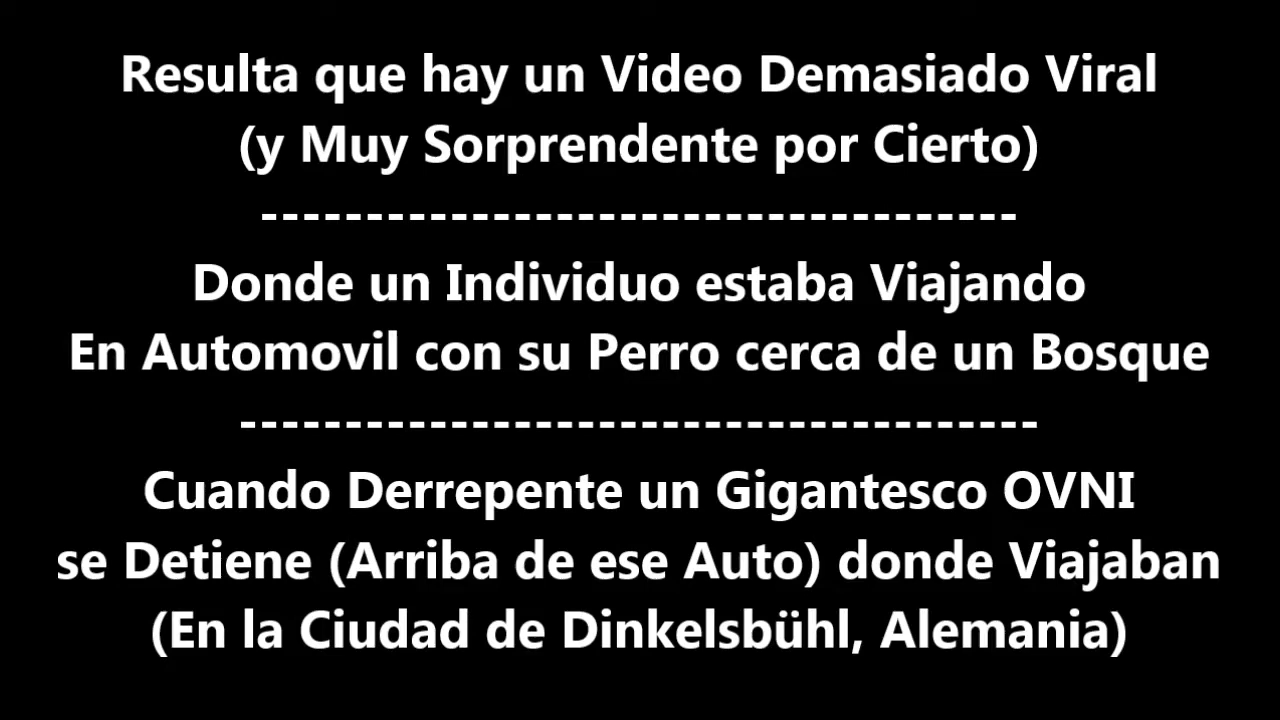 Resulta que hay un Video Demasiado Viral
(y Muy Sorprendente por Cierto)
------------------------------------
Donde un Individuo estaba Viajando
En Automovil con su Perro cerca de un Bosque
--------------------------------------
Cuando Derrepente un Gigantesco OVNI
se Detiene (Arriba de ese Auto) donde Viajaban
(En la Ciudad de Dinkelsbühl, Alemania)